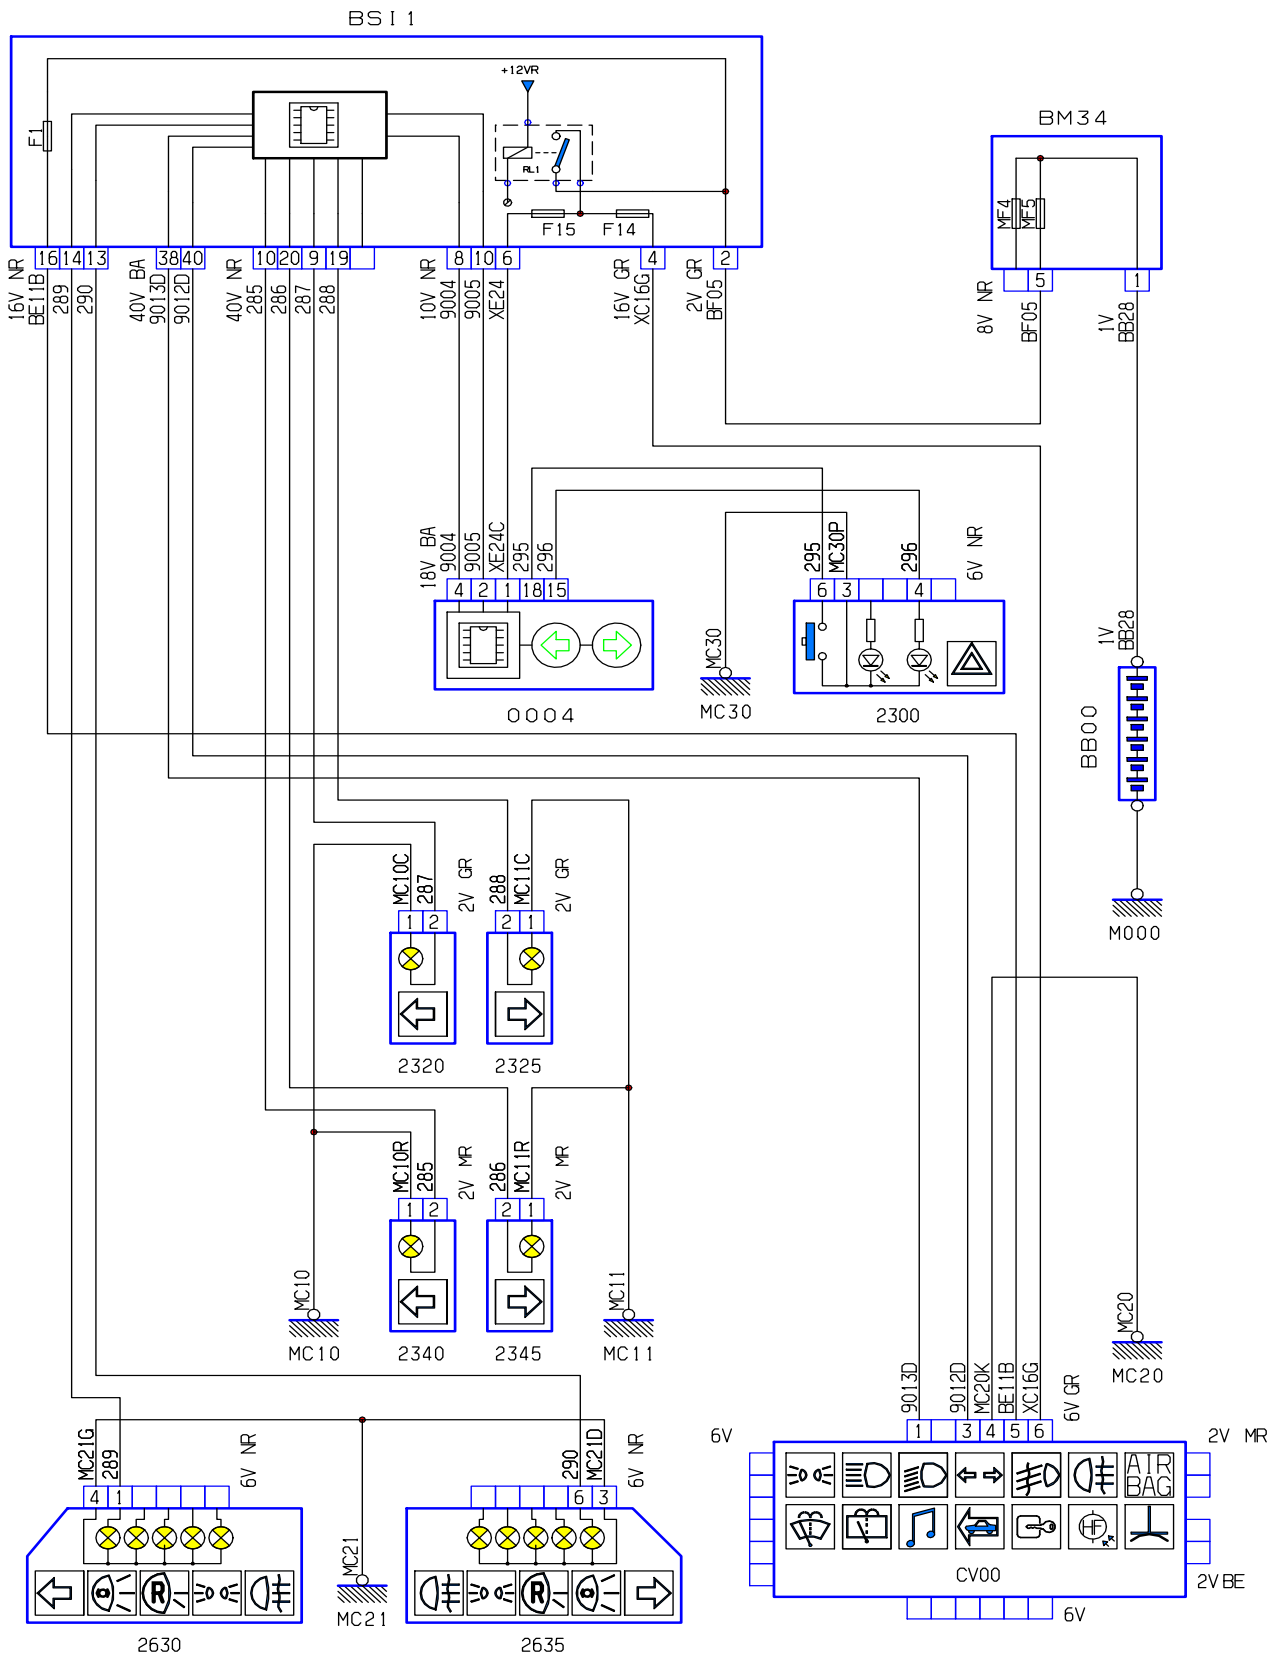 BSI1
+12VR
F1
RL1
F15
F14
16 14 13 38 40 10 20 9 19 8 10 6 4 2
16V NR
BE11B
289
290
40V BA
9013D
9012D
40V NR
285
286
287
288
10V NR
9004
9005
XE24
16V GR
XC16G
2V GR
BF05
BM34
MF4
MF5
5 1
8V NR
BF05
1V
BB28
18V BA
9004
9005
XE24C
295
296
4 2 1 18 15
0004
MC30
MC30
295
MC30P
296
6V NR
6 3 4
2300
1V
BB28
BB00
M000
MC10C
287
2V GR
1 2
2320
288
MC11C
2V GR
2 1
2325
MC10R
285
2V MR
1 2
2340
286
MC11R
2V MR
2 1
2345
MC10
MC10
MC11
MC11
MC20
MC20
MC21G
289
6V NR
4 1
R
2630
MC21
MC21
290
MC21D
6V NR
6 3
R
2635
9013D
9012D
MC20K
BE11B
XC16G
6V GR
1 3 4 5 6
6V
2V MR
AIR
BAG
HF
CV00
2V BE
6V